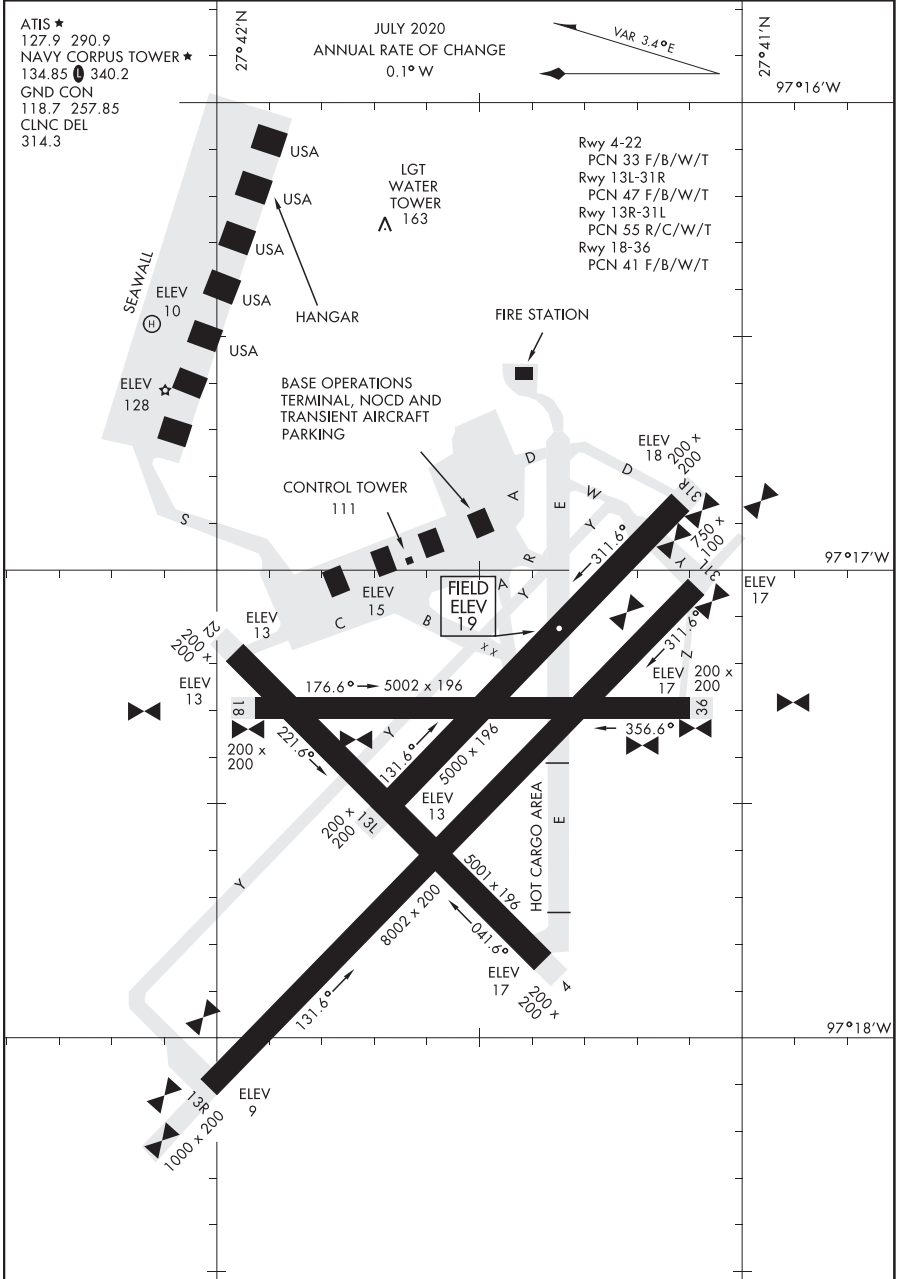 ATIS ★
127.9 290.9
NAVY CORPUS TOWER ★
134.85 Ⓛ 340.2
GND CON
118.7 257.85
CLNC DEL
314.3
27°42'N
JULY 2020
ANNUAL RATE OF CHANGE
0.1° W
VAR 3.4°E
27°41'N
97°16'W
Rwy 4-22
PCN 33 F/B/W/T
Rwy 13L-31R
PCN 47 F/B/W/T
Rwy 13R-31L
PCN 55 R/C/W/T
Rwy 18-36
PCN 41 F/B/W/T
USA
USA
USA
USA
USA
LGT
WATER
TOWER
163
SEAWALL
ELEV
10
H
HANGAR
FIRE STATION
ELEV
128
BASE OPERATIONS
TERMINAL, NOCD AND
TRANSIENT AIRCRAFT
PARKING
CONTROL TOWER
111
ELEV
18
200 x
200
31R
D
D
A
E
W
Y
R
S
311.6°
750 x
100
Y
31L
97°17'W
ELEV
17
FIELD
ELEV
19
A
Y
ELEV
15
C
B
x x
ELEV
13
22
200 x
200
311.6°
Z
ELEV
13
18
200 x
200
176.6°
5002 x 196
ELEV
17
200 x
200
36
356.6°
221.6°
Y
131.6°
5000 x 196
ELEV
13
200 x
200
13L
HOT CARGO AREA
E
Y
5001 x 196
8002 x 200
041.6°
ELEV
17
200 x
200
4
131.6°
97°18'W
13R
1000 x 200
ELEV
9